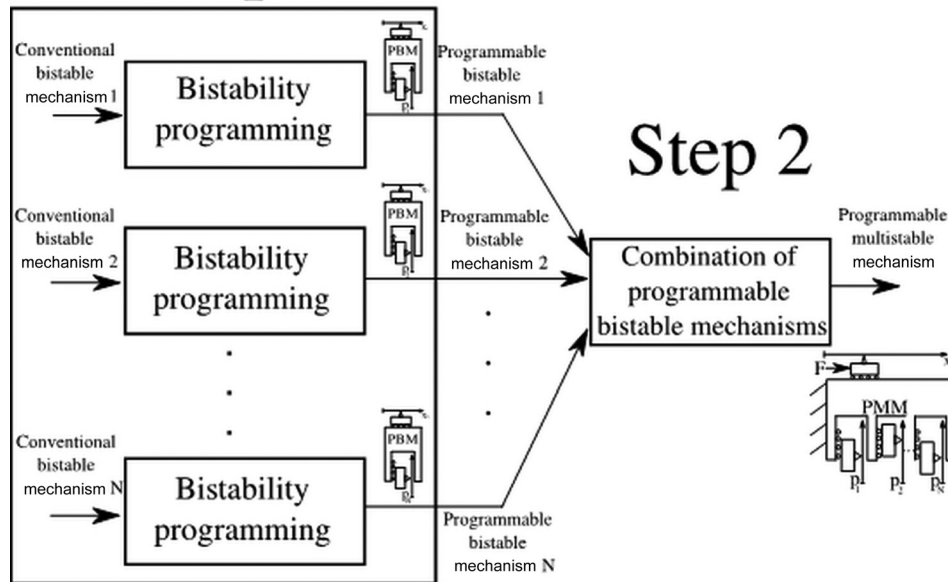 Conventional
bistable
mechanism 1
Bistability
programming
PBM
Programmable
bistable
mechanism 1
Step 2
Conventional
bistable
mechanism 2
Bistability
programming
PBM
Programmable
bistable
mechanism 2
Combination of
programmable
bistable mechanisms
Programmable
multistable
mechanism
F
PMM
P1 P2 PN
Conventional
bistable
mechanism N
Bistability
programming
PBM
Programmable
bistable
mechanism N